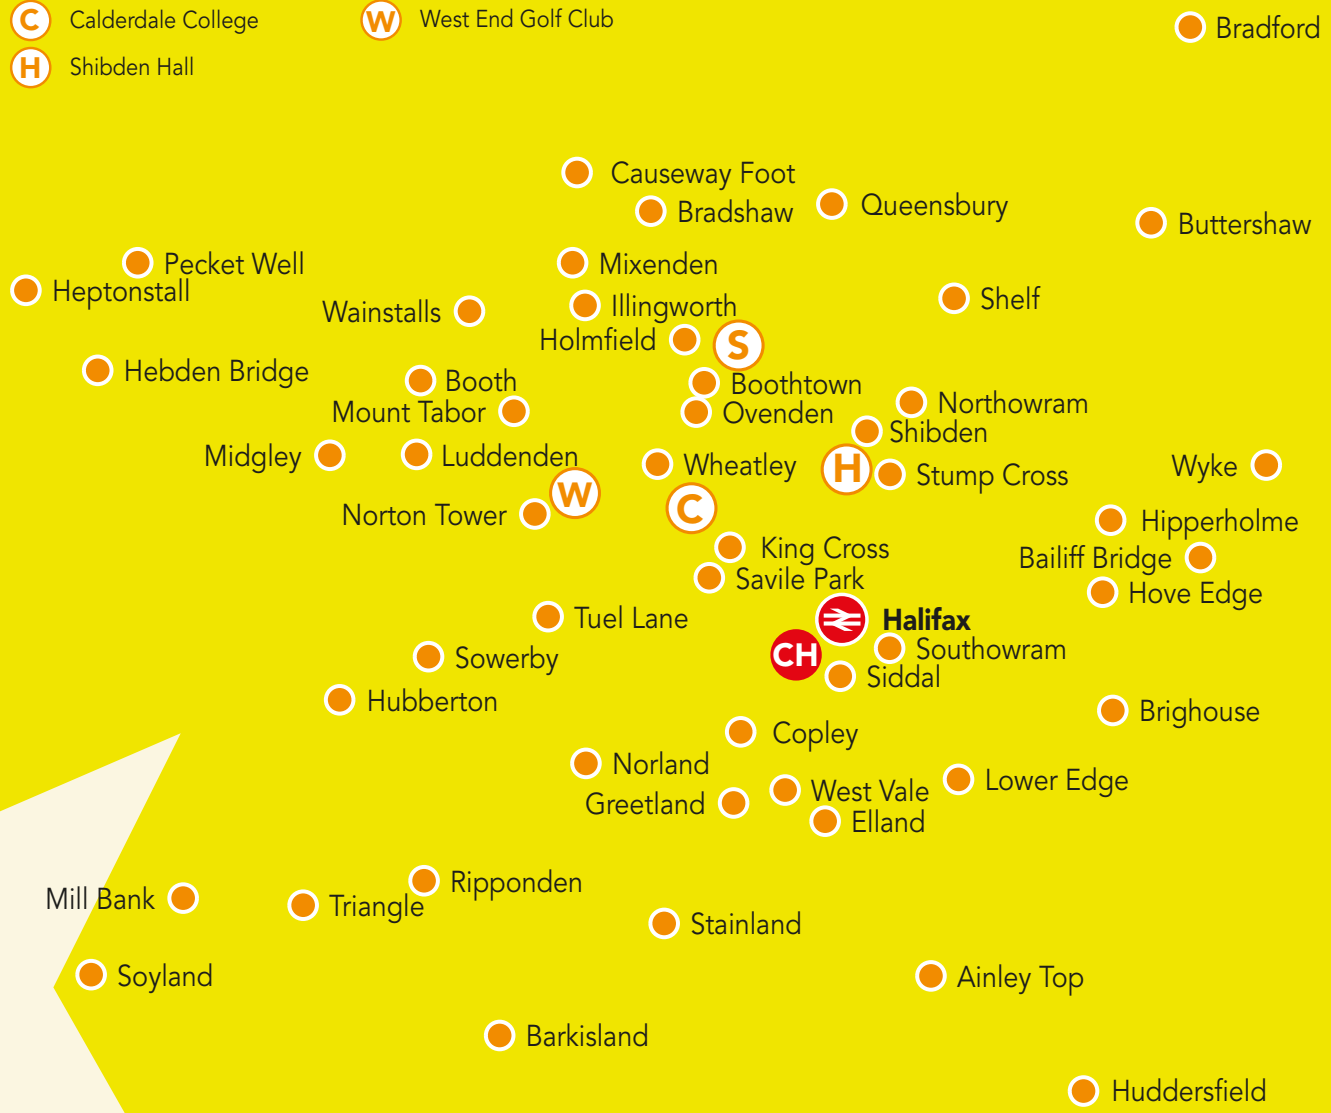 C Calderdale College
W West End Golf Club
H Shibden Hall
Bradford
Causeway Foot
Bradshaw
Queensbury
Buttershaw
Pecket Well
Mixenden
Heptonstall
Wainstalls
Illingworth
Shelf
Holmfield
S
Hebden Bridge
Booth
Boothtown
Mount Tabor
Ovenden
Northowram
Shibden
Midgley
Luddenden
Wheatley
H
Stump Cross
Wyke
W
C
Norton Tower
Hipperholme
King Cross
Bailiff Bridge
Savile Park
Hove Edge
Tuel Lane
Halifax
Sowerby
CH
Southowram
Siddal
Hubberton
Brighouse
Copley
Norland
West Vale
Lower Edge
Greetland
Elland
Ripponden
Mill Bank
Triangle
Stainland
Soyland
Ainley Top
Barkisland
Huddersfield